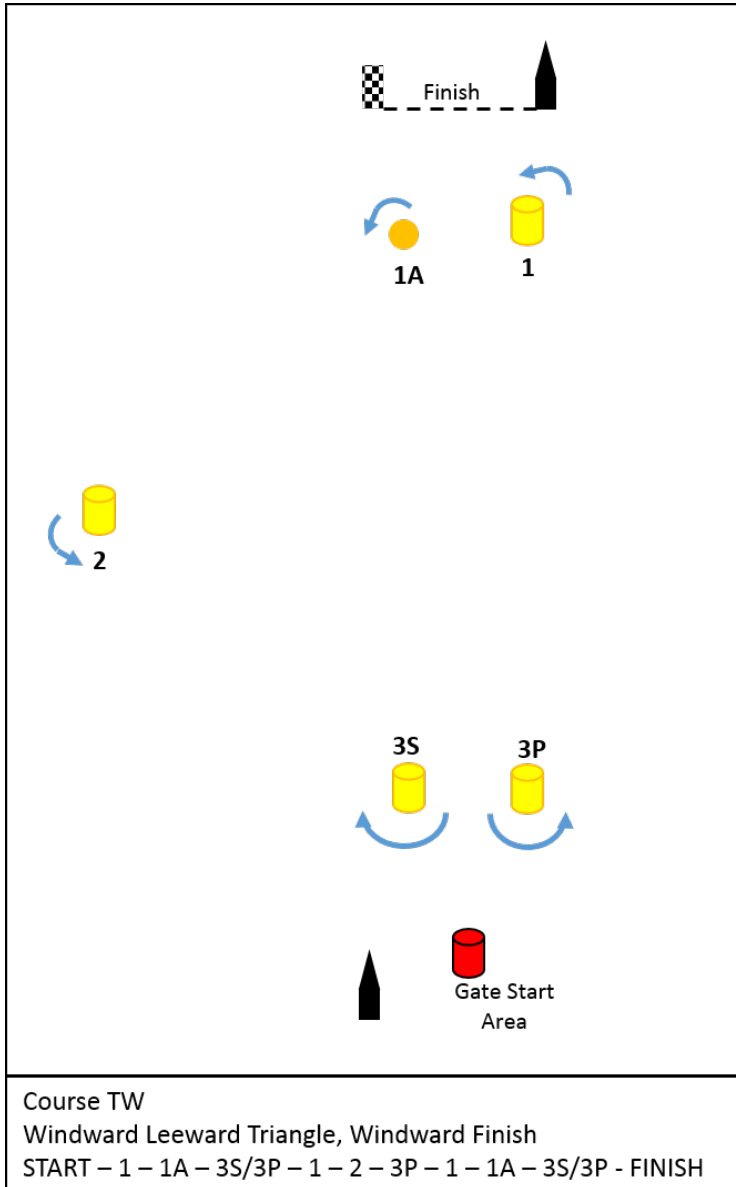 Finish
1A
1
2
3S
3P
Gate Start
Area
Course TW
Windward Leeward Triangle, Windward Finish
START – 1 – 1A – 3S/3P – 1 – 2 – 3P – 1 – 1A – 3S/3P - FINISH